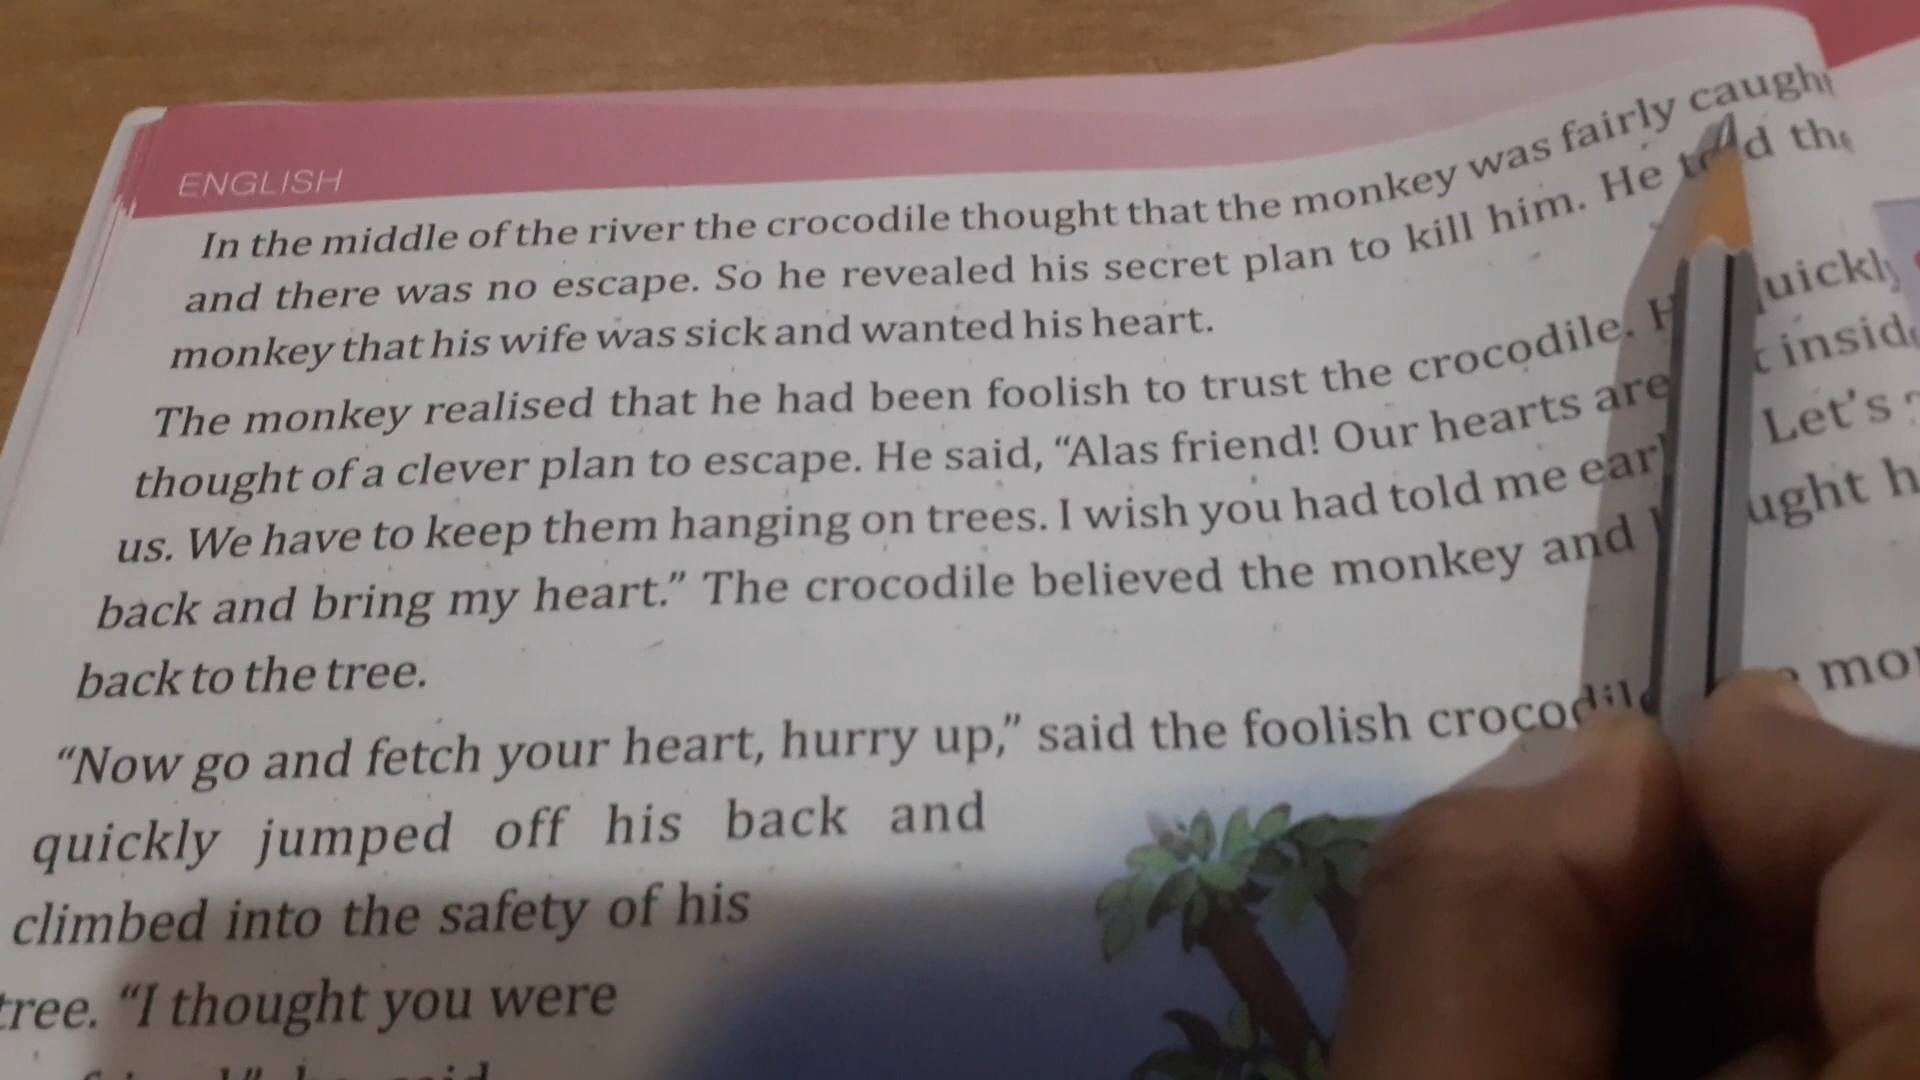 ENGLISH
In the middle of the river the crocodile thought that the monkey was fairly caught
and there was no escape. So he revealed his secret plan to kill him. He told the
monkey that his wife was sick and wanted his heart.
The monkey realised that he had been foolish to trust the crocodile. quickly
thought of a clever plan to escape. He said, “Alas friend! Our hearts are inside
us. We have to keep them hanging on trees. I wish you had told me Let's
back and bring my heart.” The crocodile believed the monkey and
back to the tree.
“Now go and fetch your heart, hurry up,” said the foolish crocodile
quickly jumped off his back and
climbed into the safety of his
tree. “I thought you were